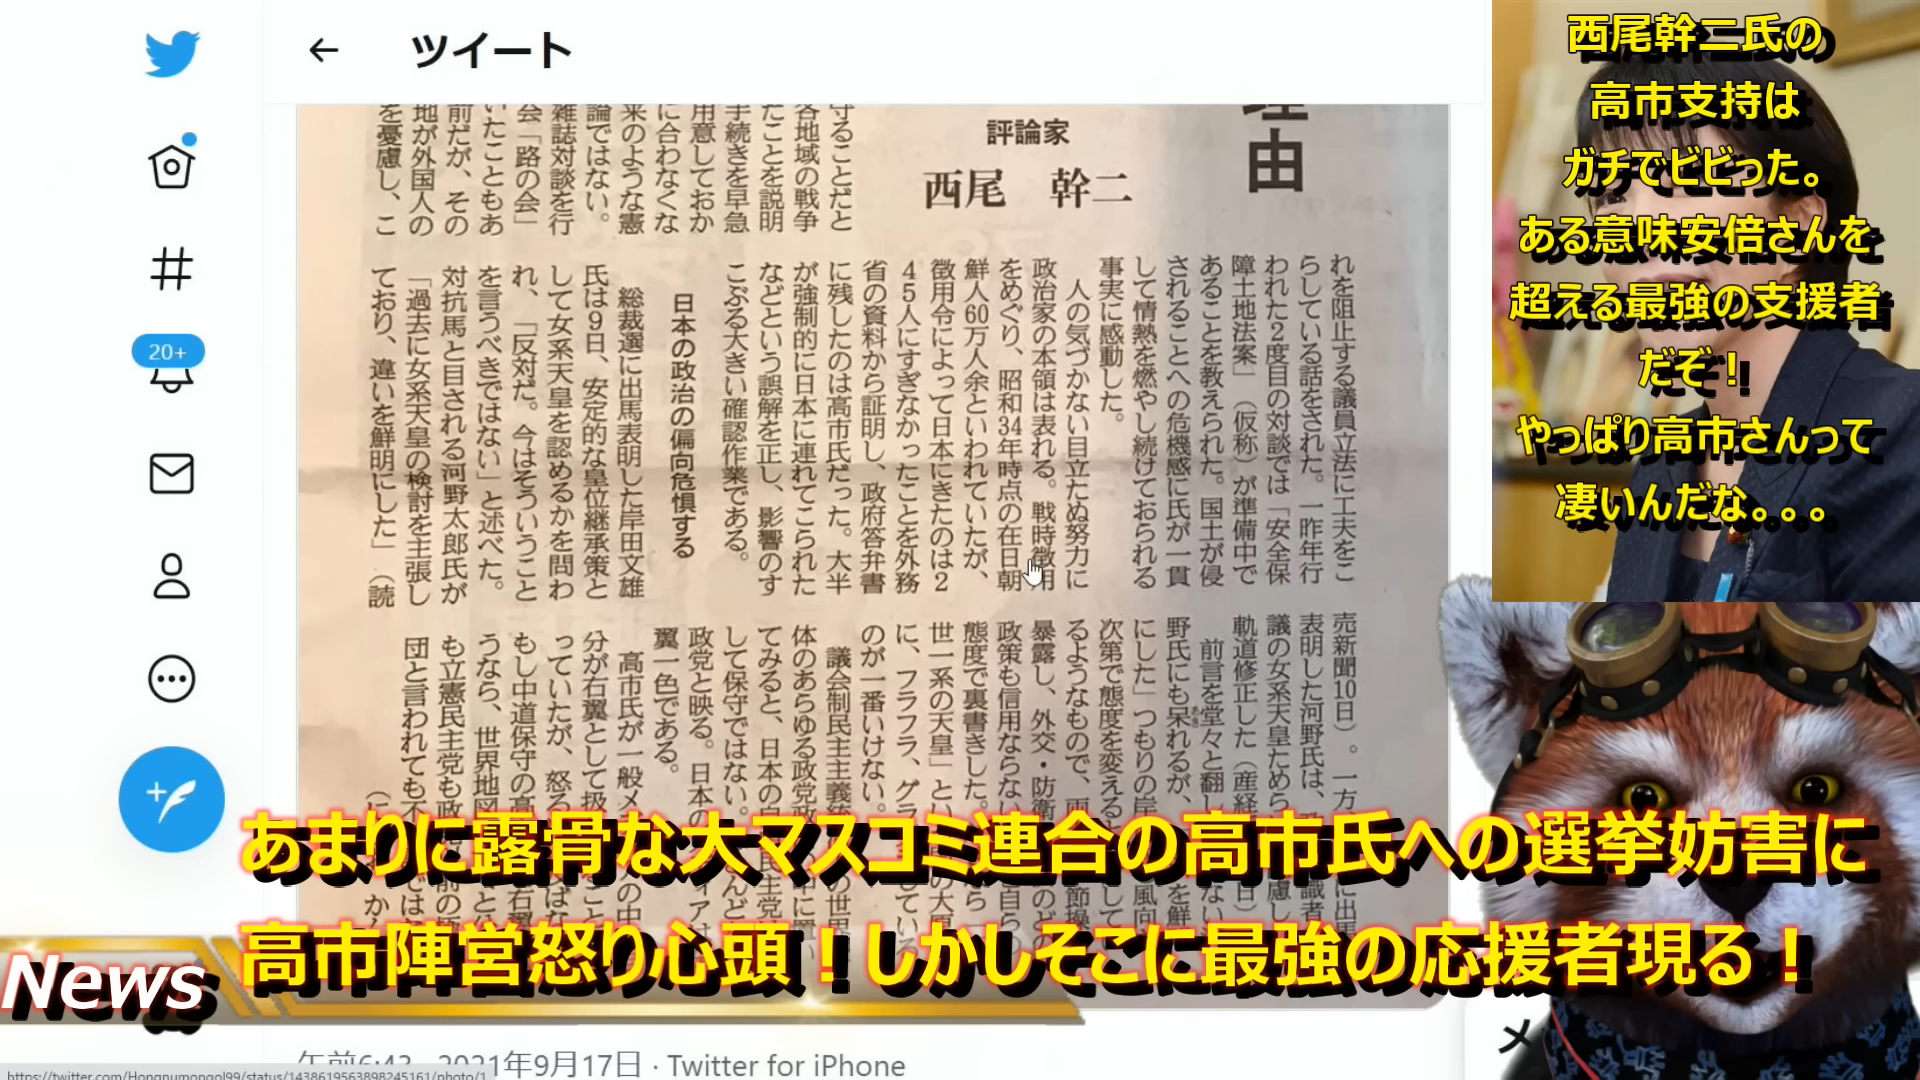 ツイート
20+
理由
評論家
西尾 幹二
守ることだと
各地域の戦争
たことを説明
手続きを早急
用意しておか
に合わなくな
来のような憲
論ではない。
雑誌対談を行
会「路の会」
いたこともあ
前だが、その
地が外国人の
を憂慮し、こ
れを阻止する議員立法に工夫をこ
らしている話をされた。一昨年行
われた2度目の対談では「安全保
障土地法案」(仮称)が準備中で
あることを教えられた。国土が侵
されることへの危機感に氏が一貫
して情熱を燃やし続けておられる
事実に感動した。
人の気づかない目立たぬ努力に
政治家の本領は表れる。戦時徴用
をめぐり、昭和34年時点の在日朝
鮮人60万人余といわれていたが、
徴用令によって日本にきたのは2
45人にすぎなかったことを外務
省の資料から証明し、政府答弁書
に残したのは高市氏だった。大半
が強制的に日本に連れてこられた
などという誤解を正し、影響のす
こぶる大きい確認作業である。
日本の政治の偏向危惧する
総裁選に出馬表明した岸田文雄
氏は9日、安定的な皇位継承策と
して女系天皇を認めるかを問わ
れ、「反対だ。今はそういうこと
を言うべきではない」と述べた。
対抗馬と目される河野太郎氏が
「過去に女系天皇の検討を主張し
ており、違いを鮮明にした」(読
売新聞10日)。一方
表明した河野氏は、
議の女系天皇ため
軌道修正した(産経
前言を堂々と翻し
野氏にも呆れるが、
にした」つもりの岸
次第で態度を変える
るようなもので、
暴露し、外交・防衛
政策も信用ならない
態度で裏書きした。
世一系の天皇」とい
に、フラフラ、グラ
のが一番いけない。
議会制民主主義
体のあらゆる政党
てみると、日本の
して保守ではない。
政党と映る。日本の
翼一色である。
高市氏が一般メ
分が右翼として扱
っていたが、怒る
もし中道保守の高
うなら、世界地図
も立憲民主党も政
団と言われても不
西尾幹二氏の
高市支持は
ガチでビビった。
ある意味安倍さんを
超える最強の支援者
だぞ！
やっぱり高市さんって
凄いんだな。。。
あまりに露骨な大マスコミ連合の高市氏への選挙妨害に
高市陣営怒り心頭！しかしそこに最強の応援者現る！
News
午前6:43 · 2021年9月17日 · Twitter for iPhone
https://twitter.com/Hongnumongol99/status/1438619563898245161/photo/1
メ